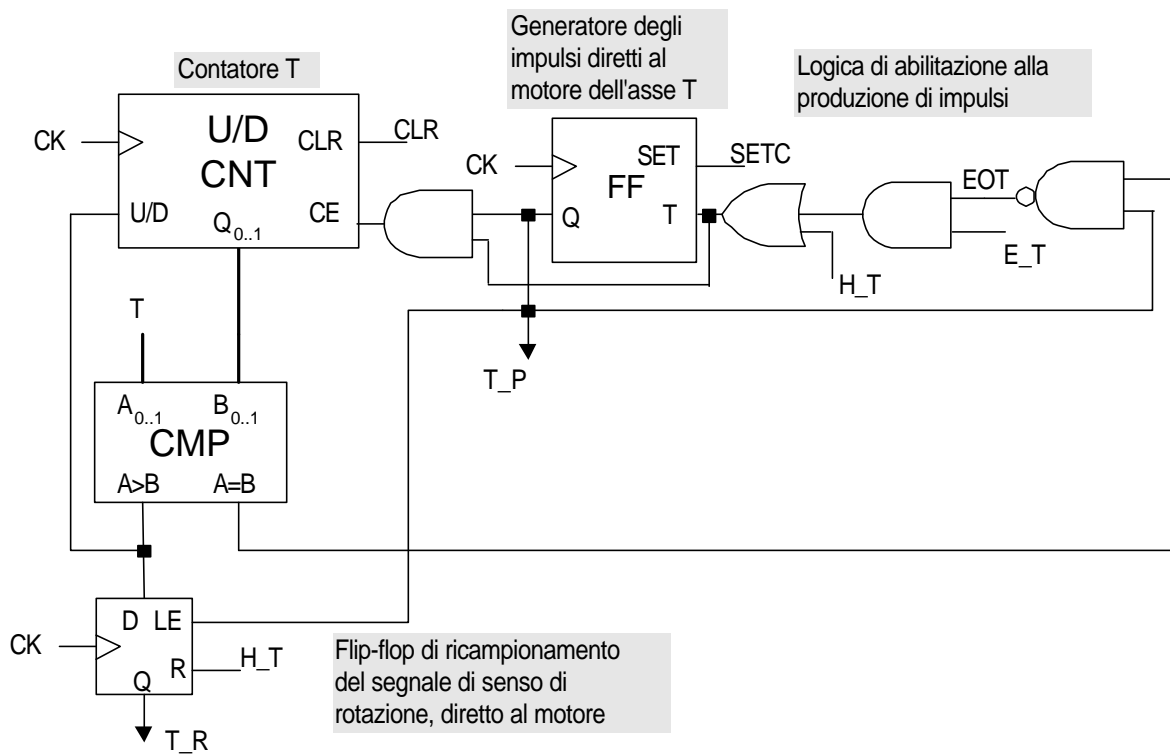 Generatore degli
impulsi diretti al
motore dell'asse T
Contatore T
Logica di abilitazione alla
produzione di impulsi
CK
U/D
CNT
CLR
CLR
U/D
Q0..1
CE
CK
SET
SETC
FF
Q
T
EOT
E_T
H_T
T
T_P
A0..1
B0..1
CMP
A>B
A=B
CK
D
LE
R
H_T
Q
T_R
Flip-flop di ricampionamento
del segnale di senso di
rotazione, diretto al motore